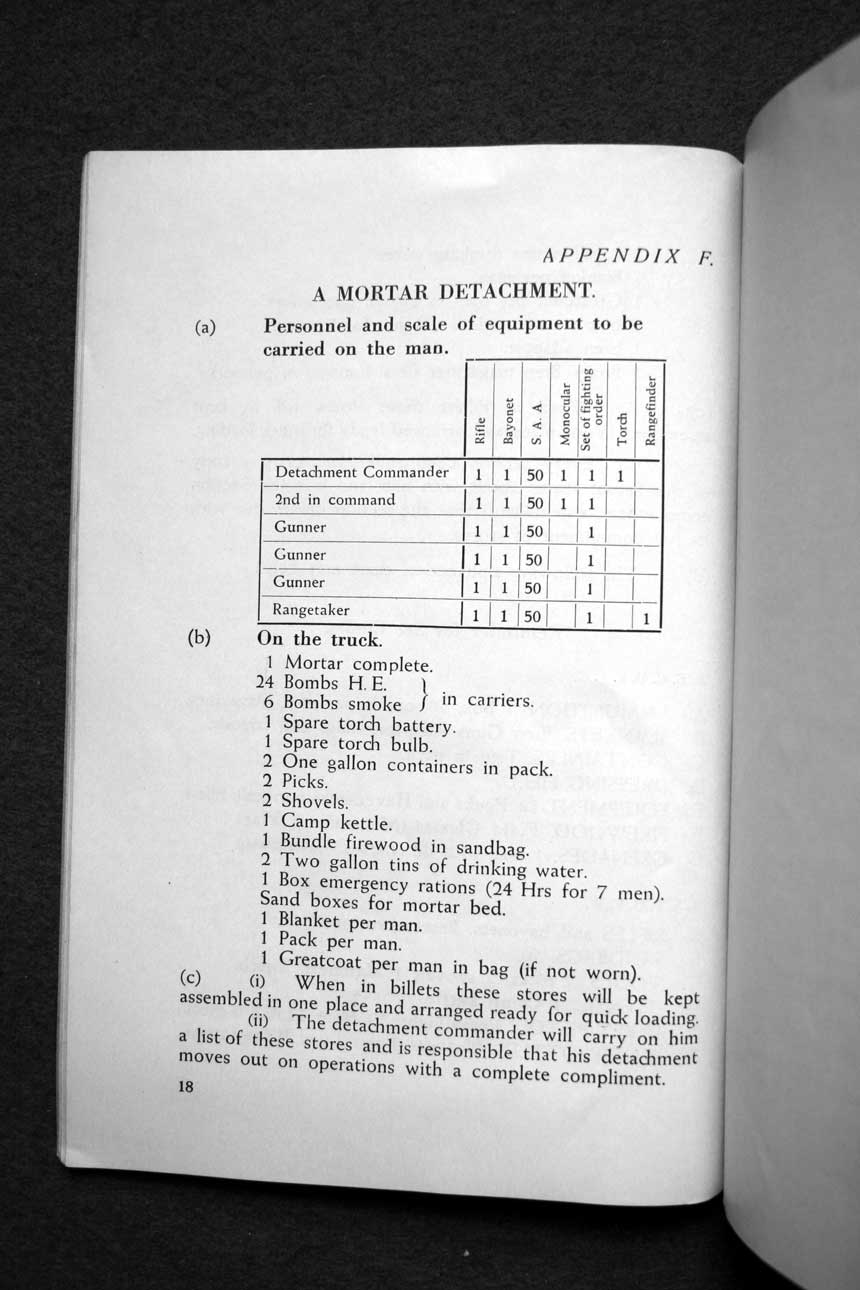 APPENDIX F.
A MORTAR DETACHMENT.
(a) Personnel and scale of equipment to be
carried on the man.
Rifle Bayonet S. A. A. Monocular Set of fighting order Torch Rangefinder
Detachment Commander 1 1 50 1 1 1
2nd in command 1 1 50 1 1
Gunner 1 1 50 1
Gunner 1 1 50 1
Gunner 1 1 50 1
Rangetaker 1 1 50 1 1
(b) On the truck.
1 Mortar complete.
24 Bombs H. E.
6 Bombs smoke } in carriers.
1 Spare torch battery.
1 Spare torch bulb.
2 One gallon containers in pack.
2 Picks.
2 Shovels.
1 Camp kettle.
1 Bundle firewood in sandbag.
2 Two gallon tins of drinking water.
1 Box emergency rations (24 Hrs for 7 men).
Sand boxes for mortar bed.
1 Blanket per man.
1 Pack per man.
1 Greatcoat per man in bag (if not worn).
(c) (i) When in billets these stores will be kept
assembled in one place and arranged ready for quick loading.
(ii) The detachment commander will carry on him
a list of these stores and is responsible that his detachment
moves out on operations with a complete compliment.
18